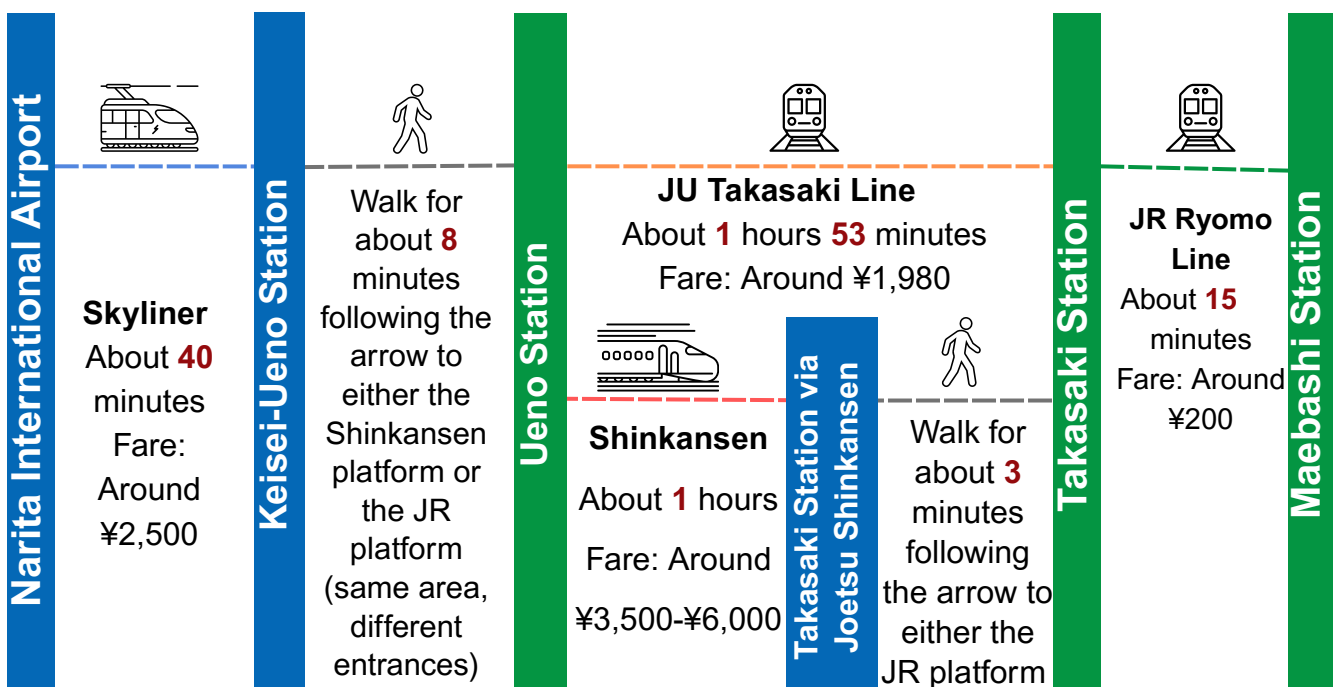 Narita International Airport
Skyliner
About 40
minutes
Fare:
Around
¥2,500
Keisei-Ueno Station
Walk for
about 8
minutes
following the
arrow to
either the
Shinkansen
platform or
the JR
platform
(same area,
different
entrances)
Ueno Station
JU Takasaki Line
About 1 hours 53 minutes
Fare: Around ¥1,980
Shinkansen
About 1 hours
Fare: Around
¥3,500-¥6,000
Takasaki Station via
Joetsu Shinkansen
Walk for
about 3
minutes
following
the arrow to
either the
JR platform
Takasaki Station
JR Ryomo
Line
About 15
minutes
Fare: Around
¥200
Maebashi Station